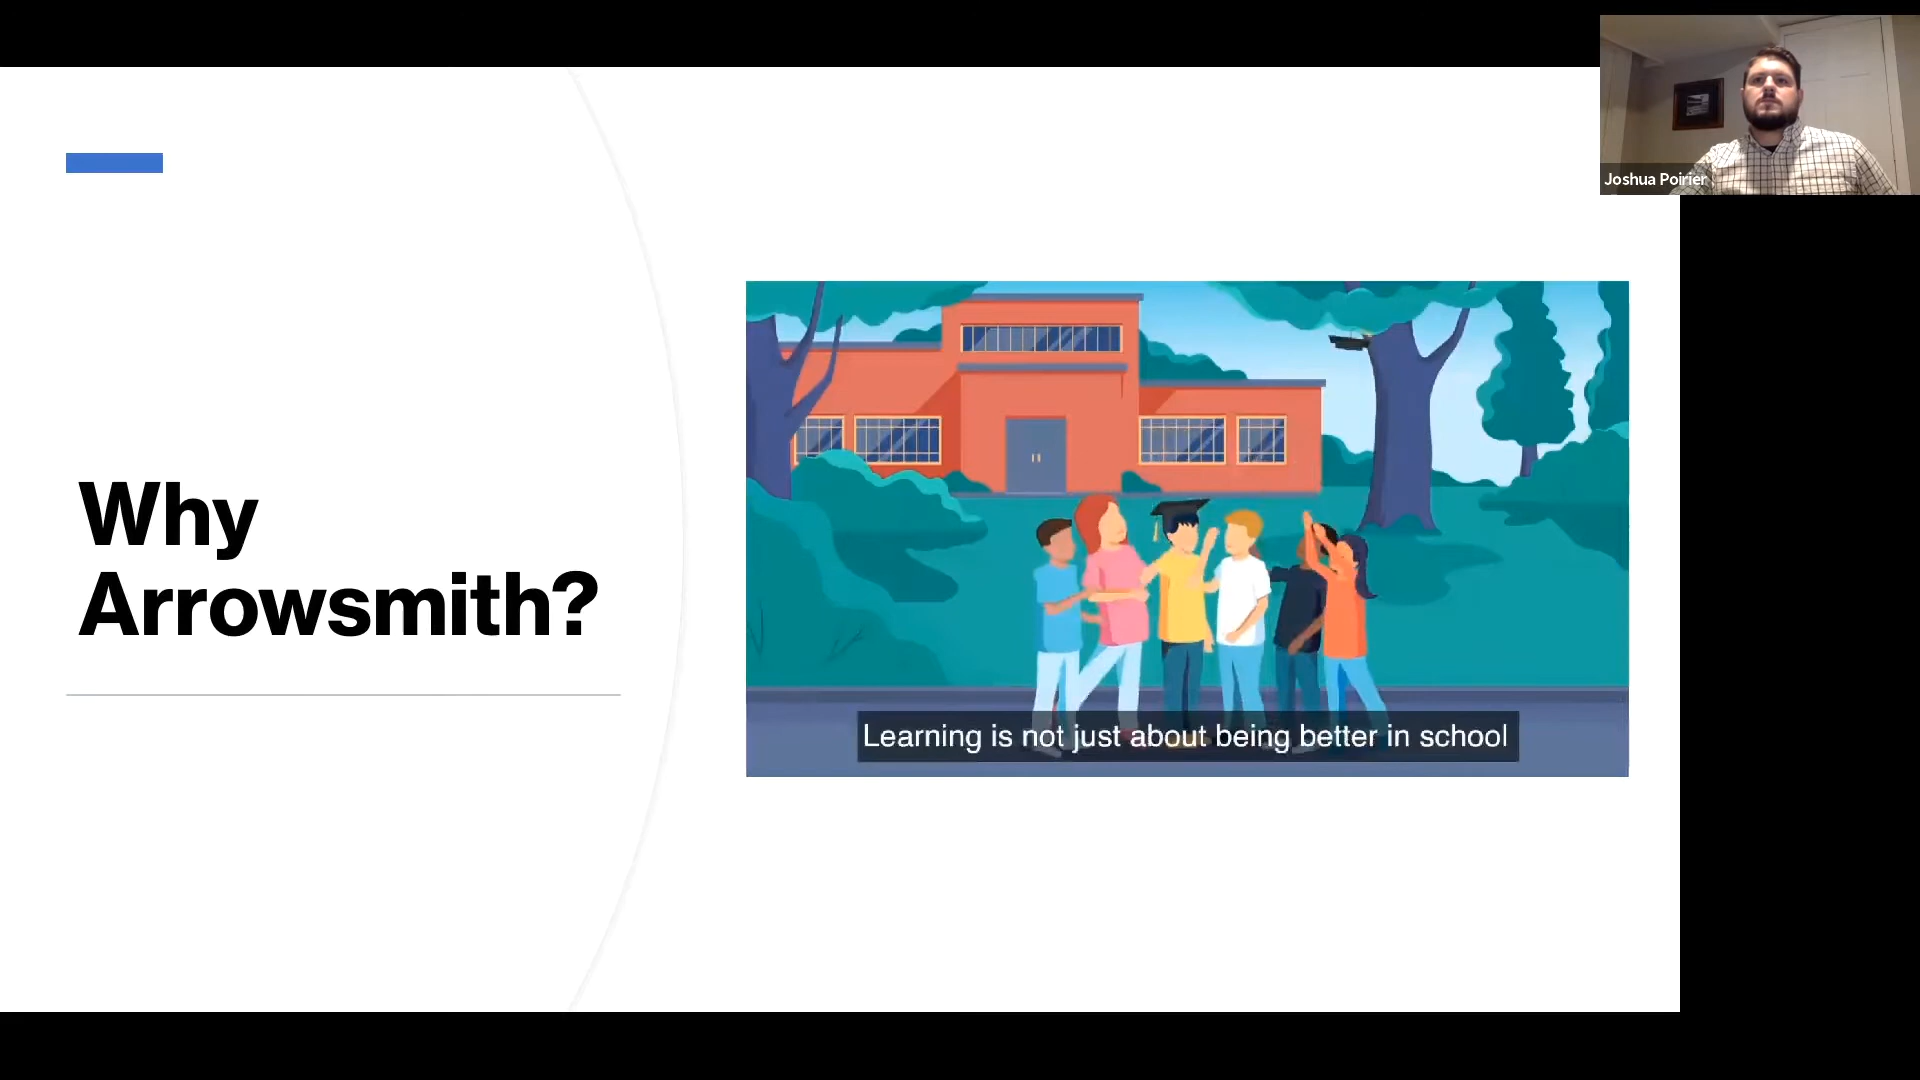 Joshua Poirier
Why
Arrowsmith?
Learning is not just about being better in school